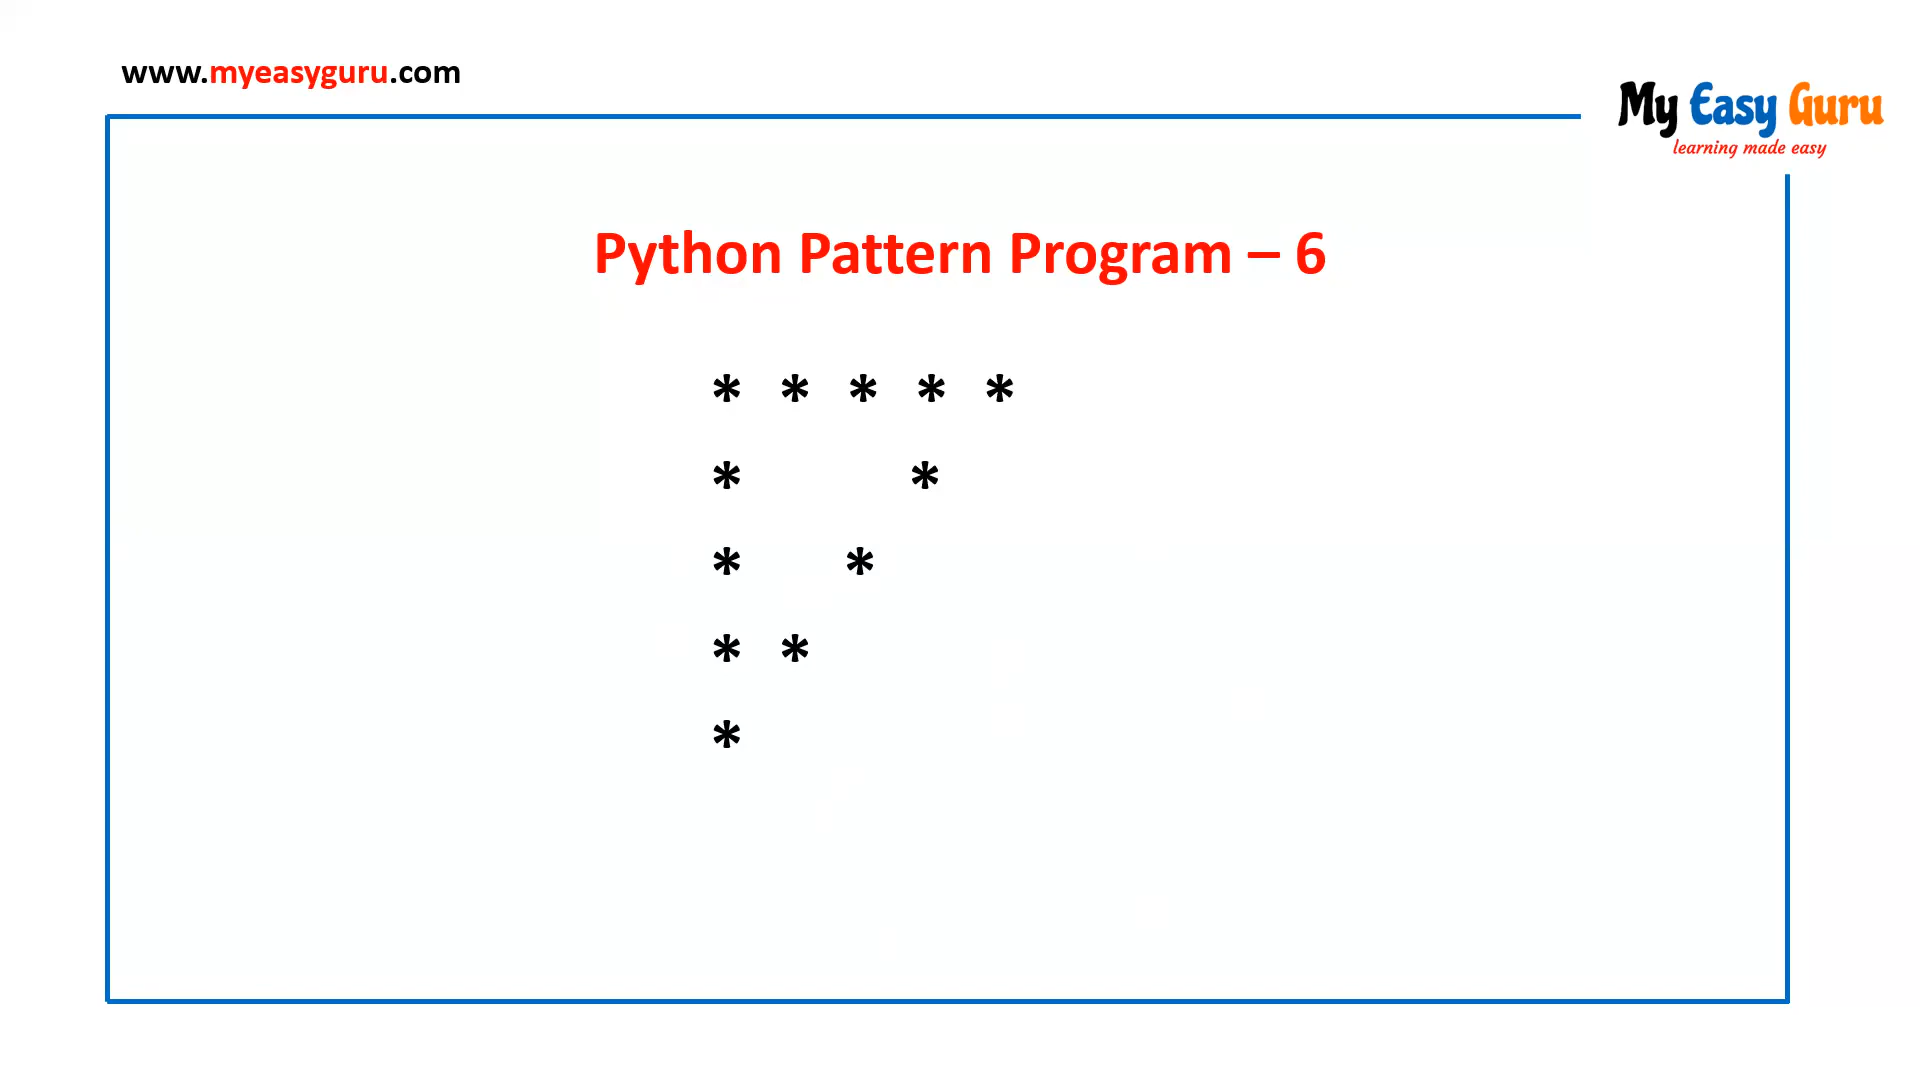 www.myeasyguru.com
My Easy Guru
learning made easy
Python Pattern Program – 6
* * * * *
*     *
*   *
* *
*